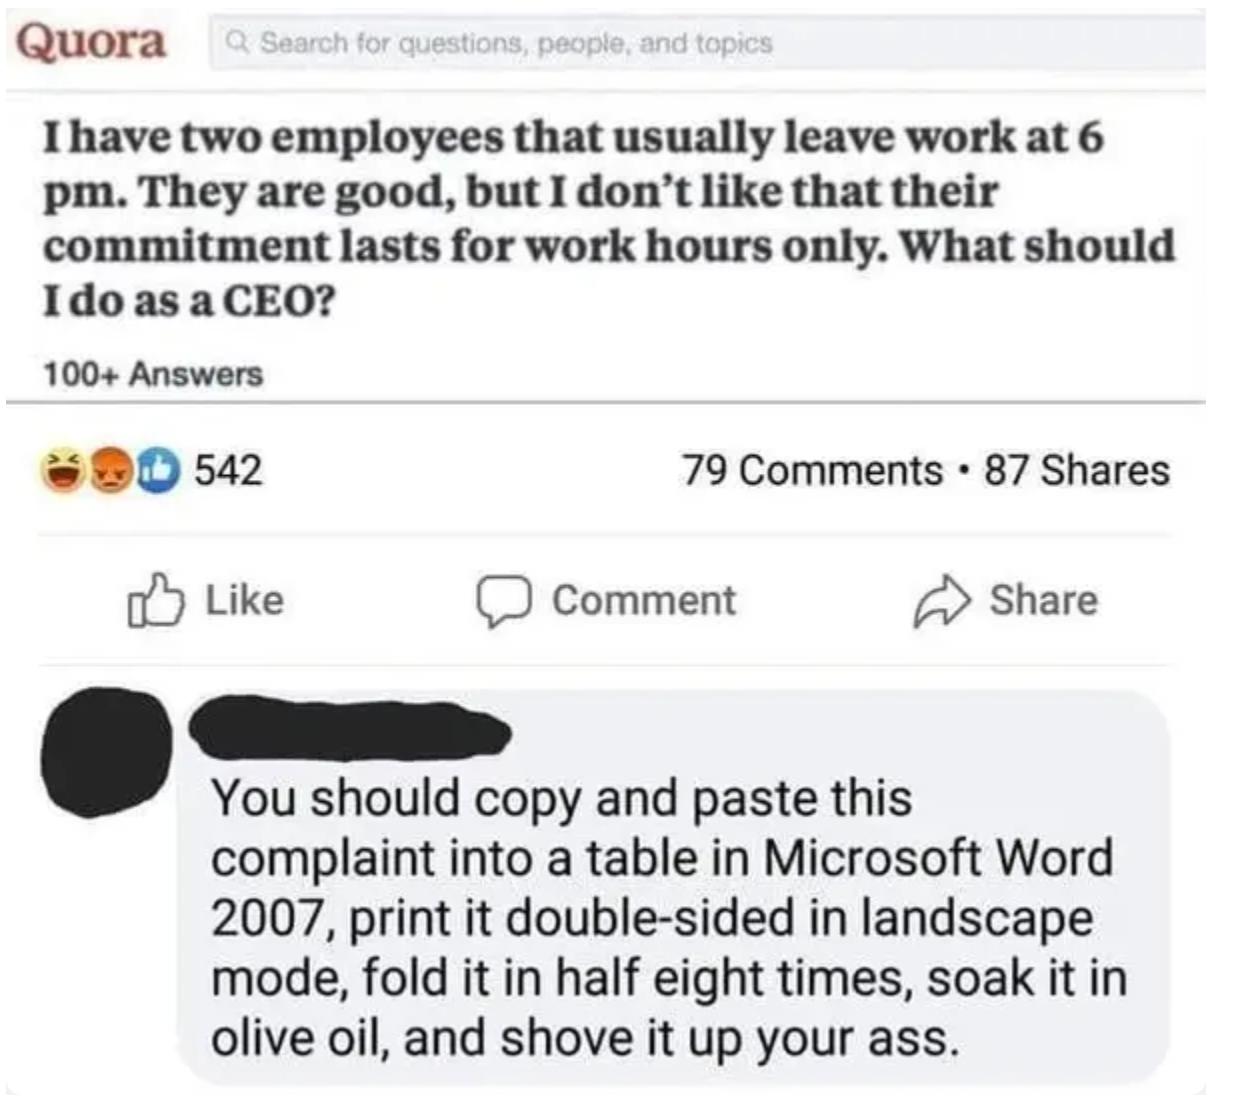 Quora
Search for questions, people, and topics
I have two employees that usually leave work at 6
pm. They are good, but I don't like that their
commitment lasts for work hours only. What should
I do as a CEO?
100+ Answers
542
79 Comments • 87 Shares
Like
Comment
Share
You should copy and paste this
complaint into a table in Microsoft Word
2007, print it double-sided in landscape
mode, fold it in half eight times, soak it in
olive oil, and shove it up your ass.